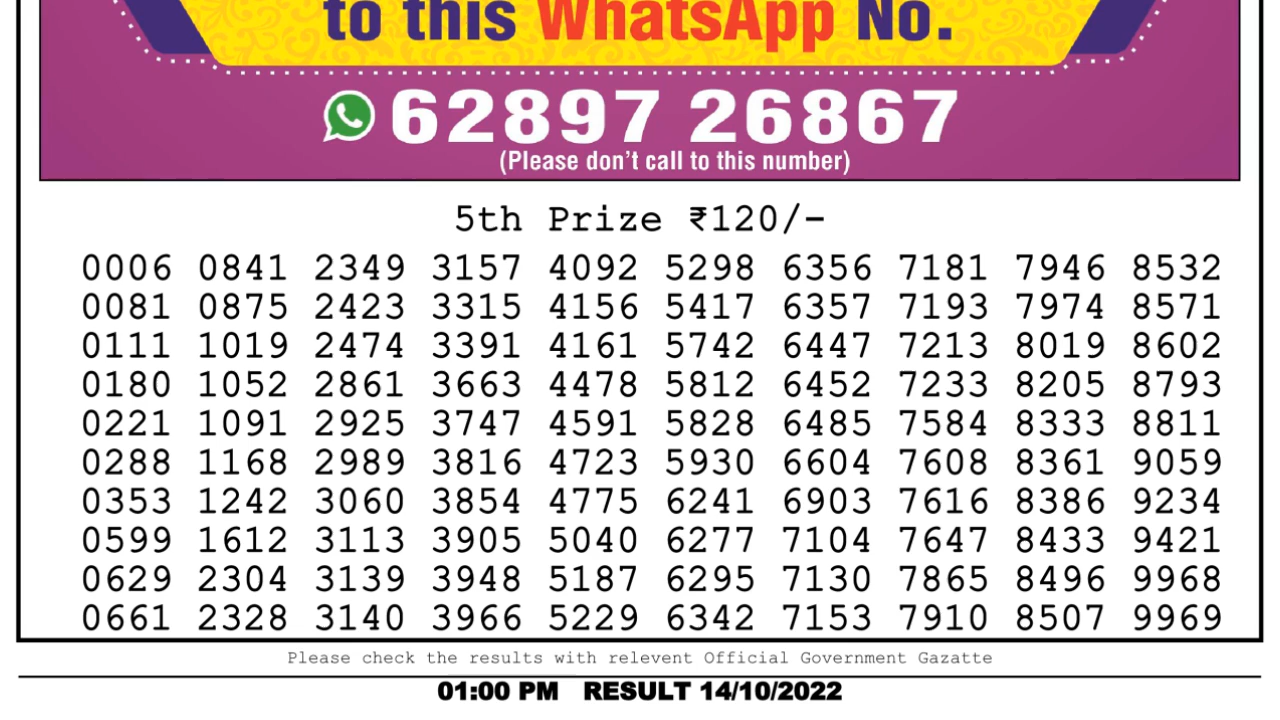 to this WhatsApp No.
62897 26867
(Please don't call to this number)
5th Prize ₹120/-
0006 0841 2349 3157 4092 5298 6356 7181 7946 8532
0081 0875 2423 3315 4156 5417 6357 7193 7974 8571
0111 1019 2474 3391 4161 5742 6447 7213 8019 8602
0180 1052 2861 3663 4478 5812 6452 7233 8205 8793
0221 1091 2925 3747 4591 5828 6485 7584 8333 8811
0288 1168 2989 3816 4723 5930 6604 7608 8361 9059
0353 1242 3060 3854 4775 6241 6903 7616 8386 9234
0599 1612 3113 3905 5040 6277 7104 7647 8433 9421
0629 2304 3139 3948 5187 6295 7130 7865 8496 9968
0661 2328 3140 3966 5229 6342 7153 7910 8507 9969
Please check the results with relevent Official Government Gazatte
01:00 PM RESULT 14/10/2022